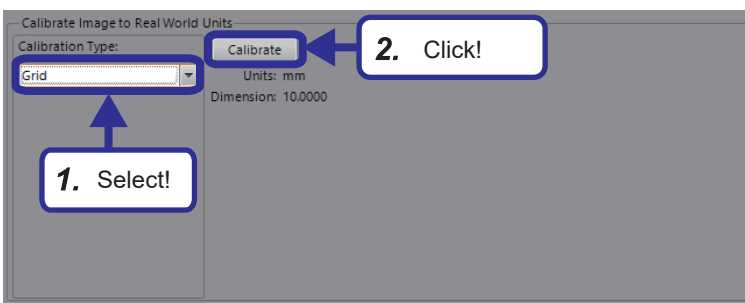 Calibrate Image to Real World Units
Calibration Type:
Grid
Calibrate
Units: mm
Dimension: 10.0000
1. Select!
2. Click!